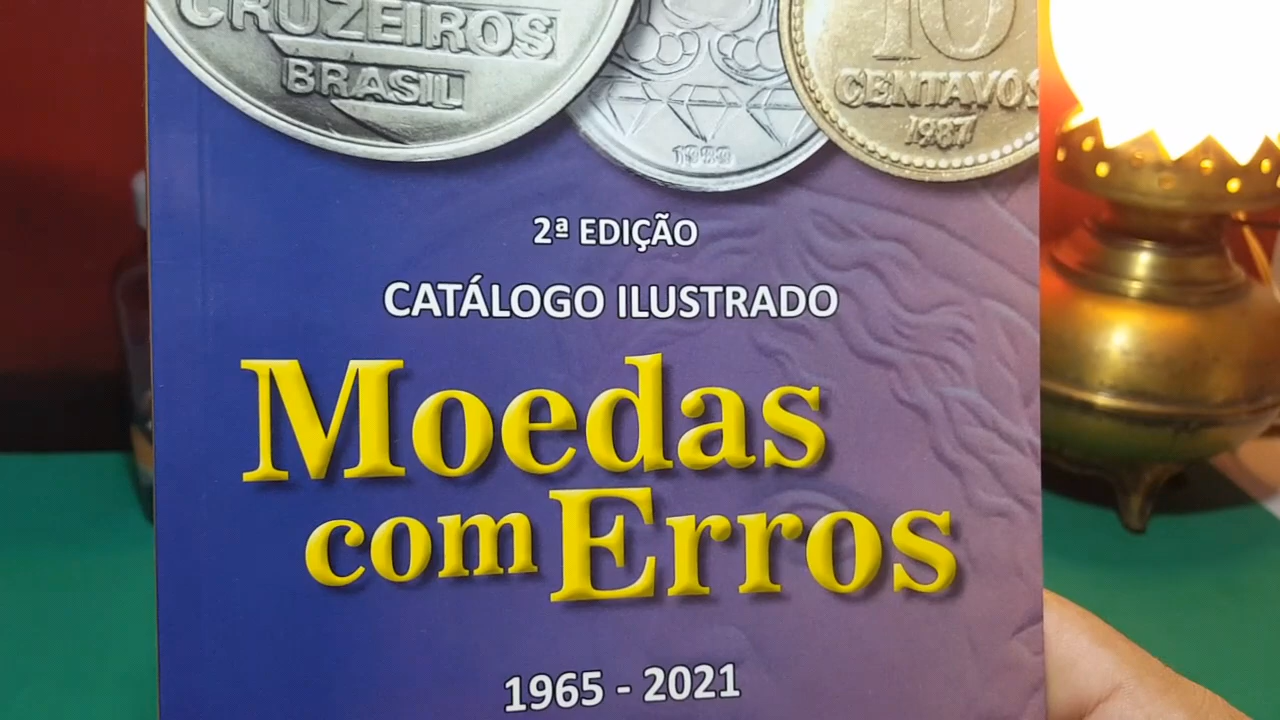 CRUZEIROS
BRASIL
1989
10
CENTAVOS
1987
2ª EDIÇÃO
CATÁLOGO ILUSTRADO
Moedas
com Erros
1965 - 2021